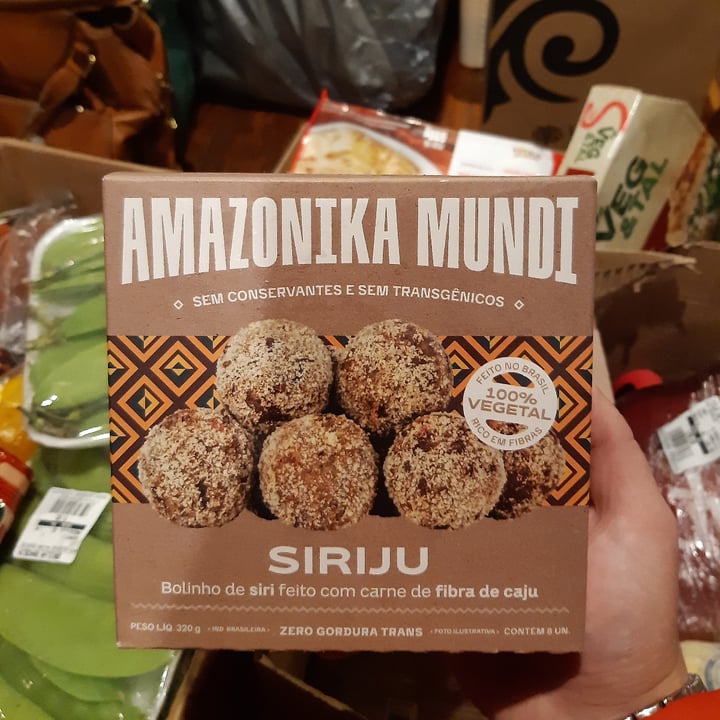 AMAZONIKA MUNDI
SEM CONSERVANTES E SEM TRANSGÊNICOS
FEITO NO BRASIL
100%
VEGETAL
RICO EM FIBRAS
SIRIJU
Bolinho de siri feito com carne de fibra de caju
PESO LÍQ. 320 g • IND BRASILEIRA • ZERO GORDURA TRANS • FOTO ILUSTRATIVA • CONTÉM 8 UN.
VEG
&TAL
VEG